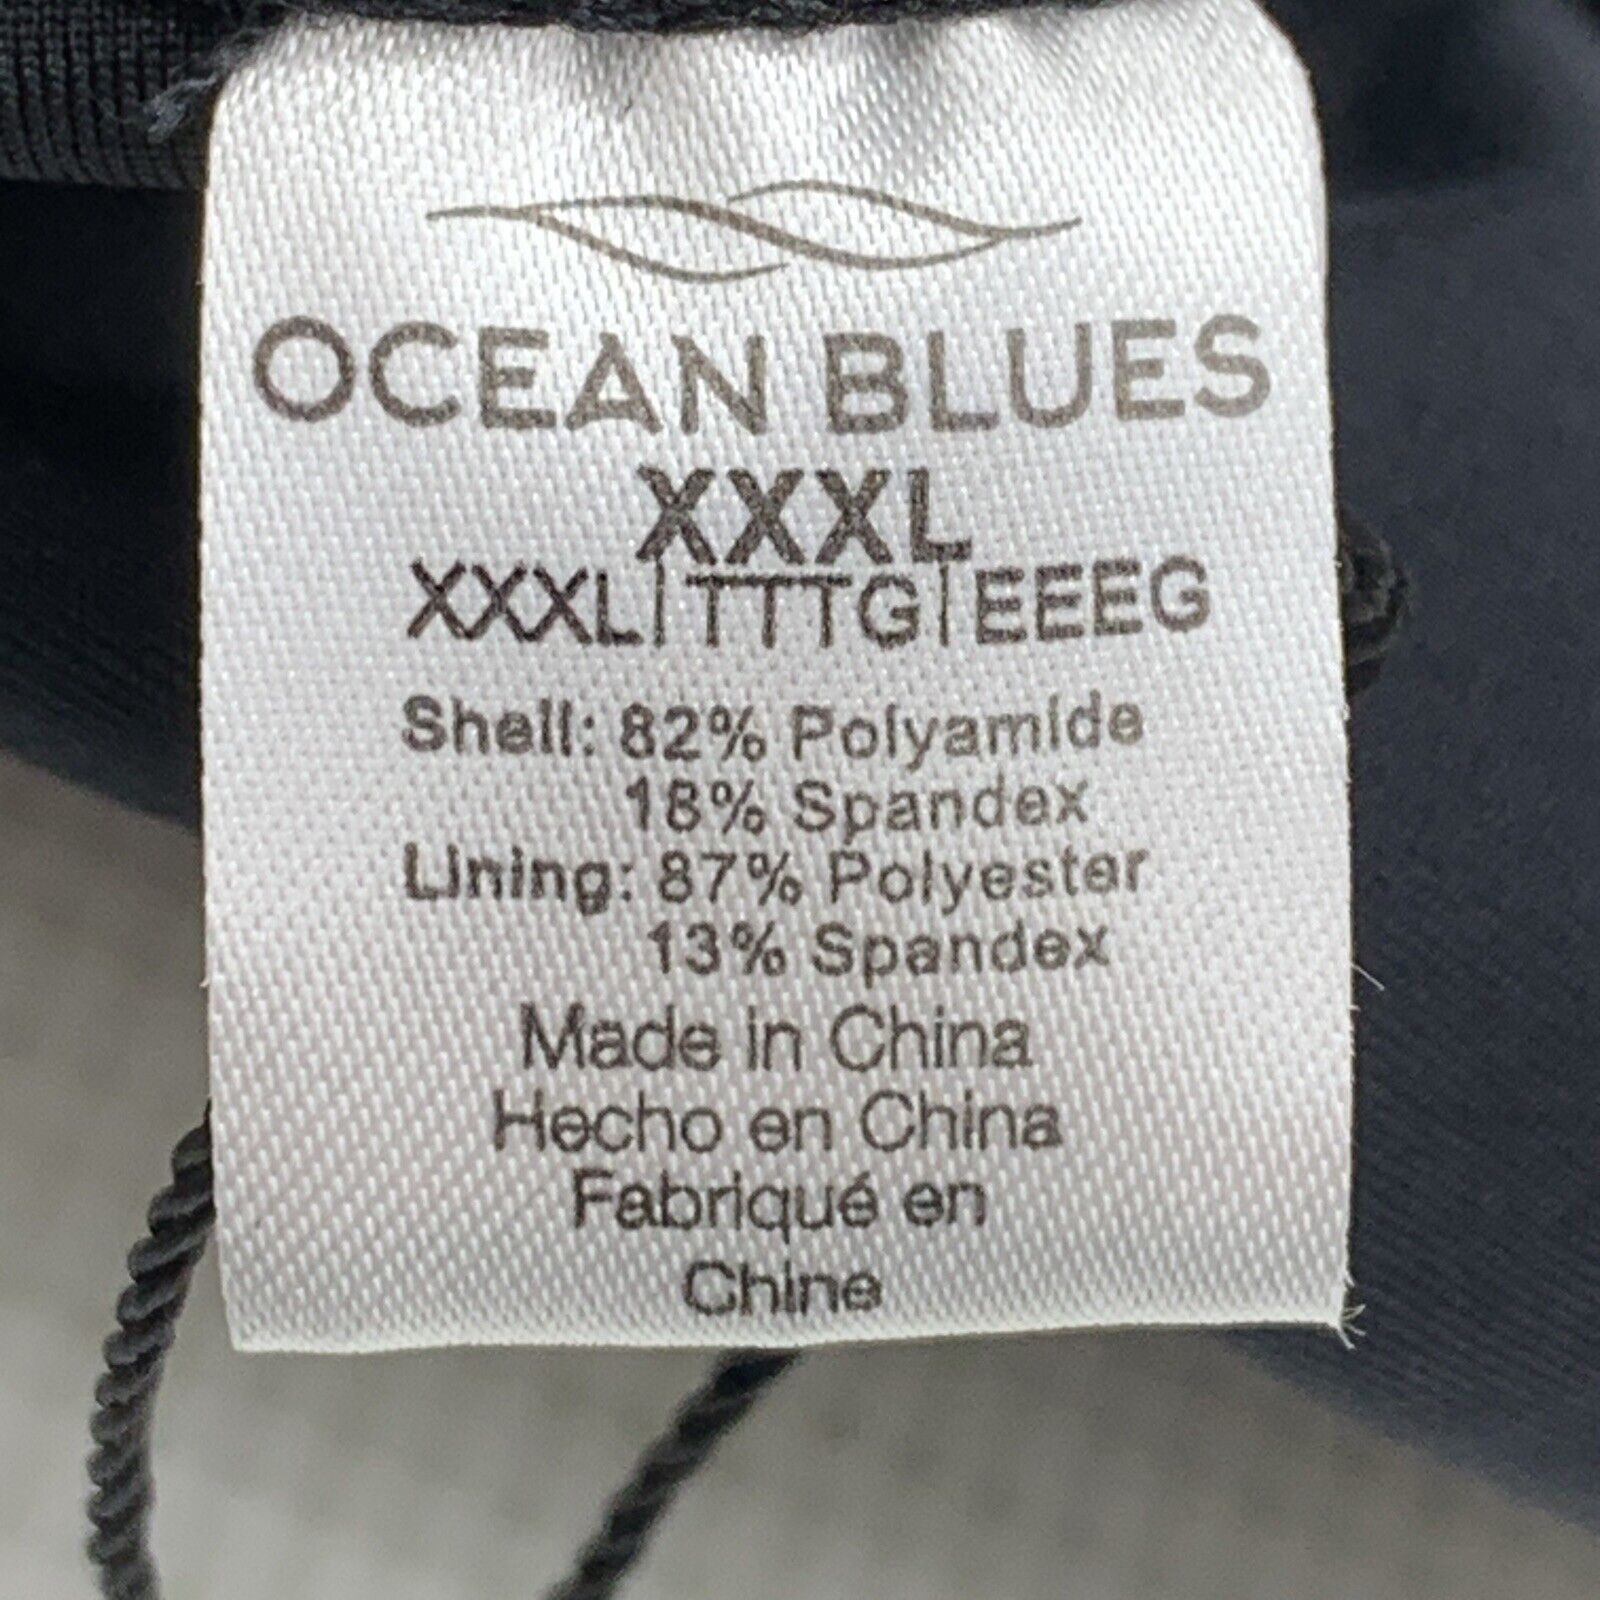 OCEAN BLUES
XXXL
XXXL|TTTG|EEEG
Shell: 82% Polyamide
18% Spandex
Lining: 87% Polyester
13% Spandex
Made in China
Hecho en China
Fabriqué en
Chine